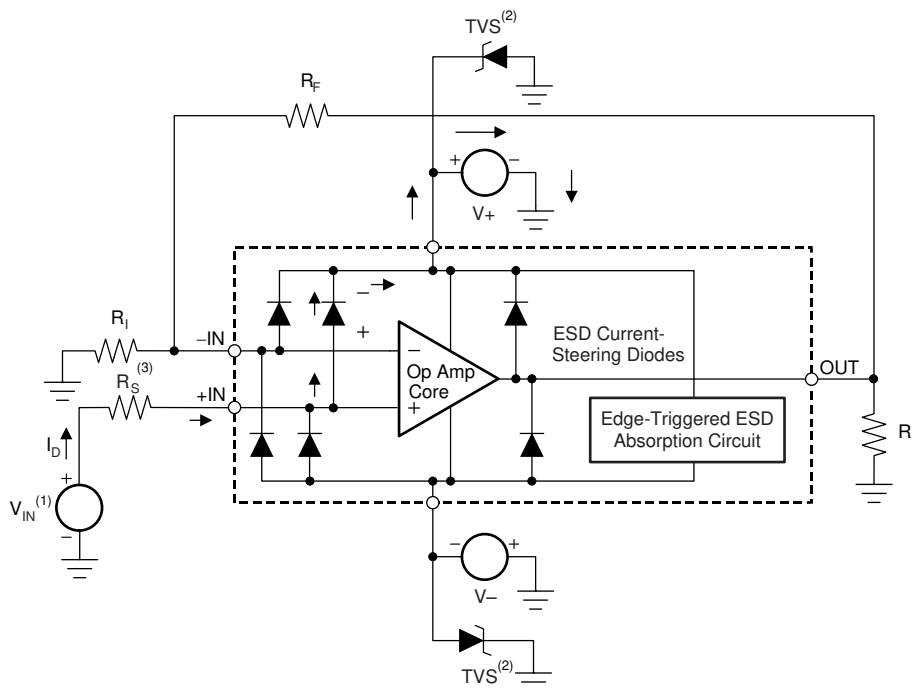 TVS(2)
RF
+ −
V+
RI
−IN
−
+
−
Op Amp
Core
+
ESD Current-
Steering Diodes
OUT
RS(3)
+IN
Edge-Triggered ESD
Absorption Circuit
R
ID
+
VIN(1)
−
− +
V−
TVS(2)